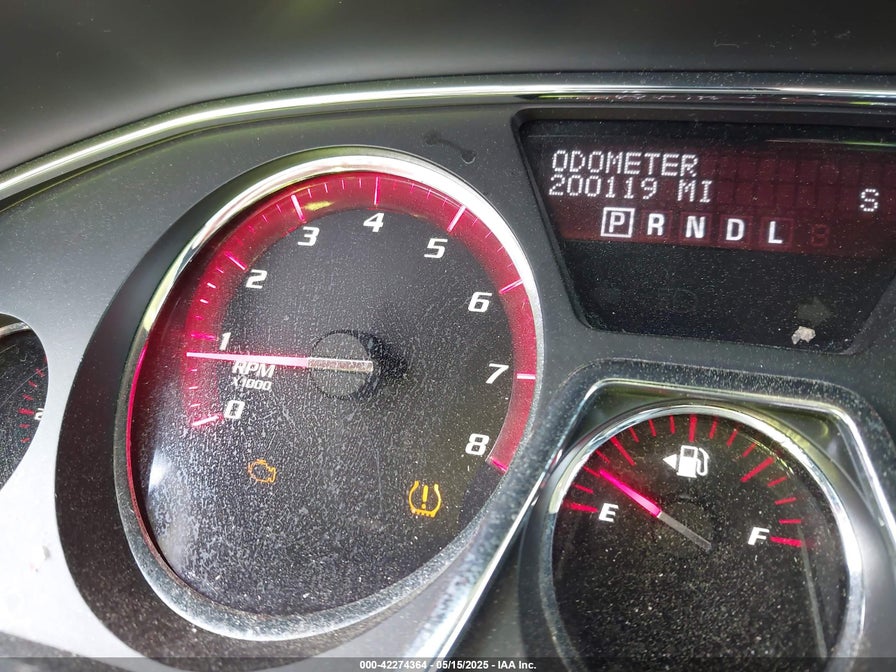 ODOMETER
200119 MI
S
P R N D L
0 1 2 3 4 5 6 7 8
RPM
X1000
E F
2
000-42274364 • 05/15/2025 • IAA Inc.